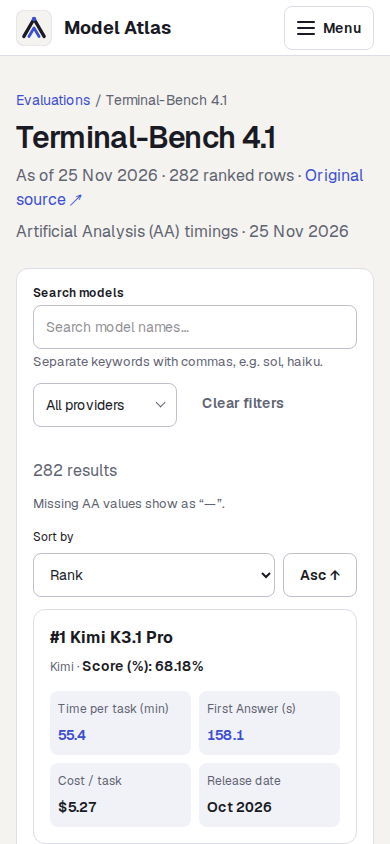 Model Atlas
Menu
Evaluations / Terminal-Bench 4.1
Terminal-Bench 4.1
As of 25 Nov 2026 · 282 ranked rows · Original
source ↗
Artificial Analysis (AA) timings · 25 Nov 2026
Search models
Search model names…
Separate keywords with commas, e.g. sol, haiku.
All providers
Clear filters
282 results
Missing AA values show as “—”.
Sort by
Rank
Asc ↑
#1 Kimi K3.1 Pro
Kimi · Score (%): 68.18%
Time per task (min)
55.4
First Answer (s)
158.1
Cost / task
$5.27
Release date
Oct 2026